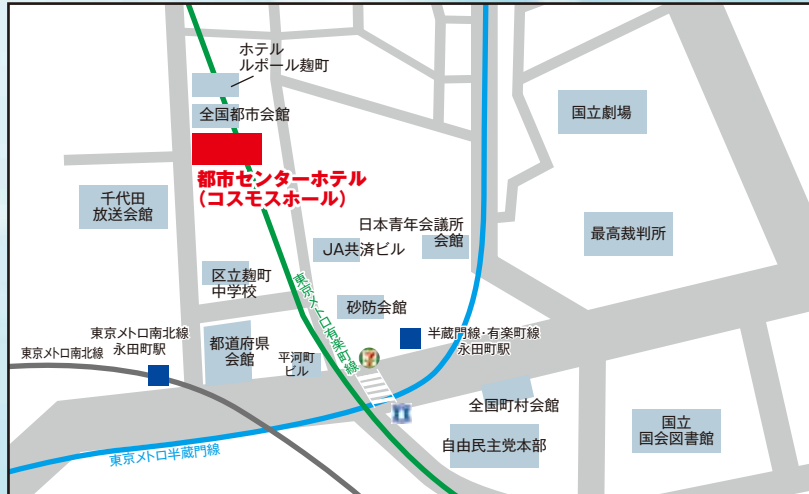 ホテル
ルポール麹町
全国都市会館
都市センターホテル
(コスモスホール)
国立劇場
千代田
放送会館
日本青年会議所
会館
JA共済ビル
最高裁判所
区立麹町
中学校
東京メトロ有楽町線
砂防会館
東京メトロ南北線
永田町駅
東京メトロ南北線
都道府県
会館
平河町
ビル
7
半蔵門線・有楽町線
永田町駅
全国町村会館
自由民主党本部
国立
国会図書館
東京メトロ半蔵門線